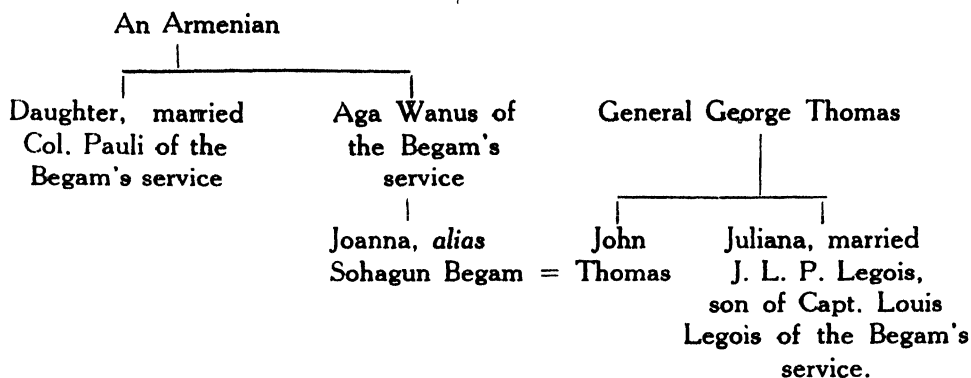 An Armenian
Daughter, married
Col. Pauli of the
Begam's service
Aga Wanus of
the Begam's
service
General George Thomas
Joanna, alias
Sohagun Begam = 
John
Thomas
Juliana, married
J. L. P. Legois,
son of Capt. Louis
Legois of the Begam's
service.